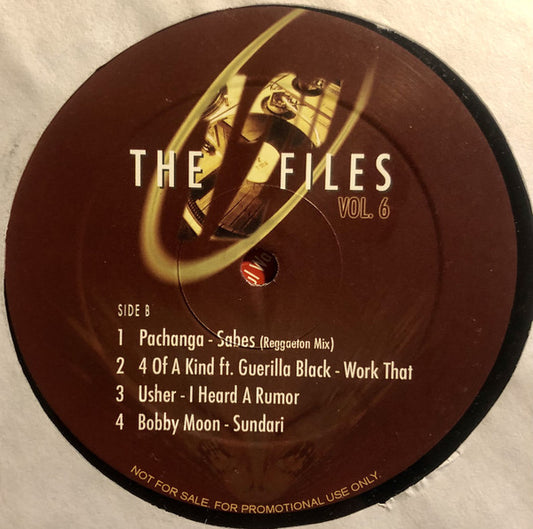 THE V FILES
VOL. 6
SIDE B
1 Pachanga - Sabes (Reggaeton Mix)
2 4 Of A Kind ft. Guerilla Black - Work That
3 Usher - I Heard A Rumor
4 Bobby Moon - Sundari
NOT FOR SALE. FOR PROMOTIONAL USE ONLY.